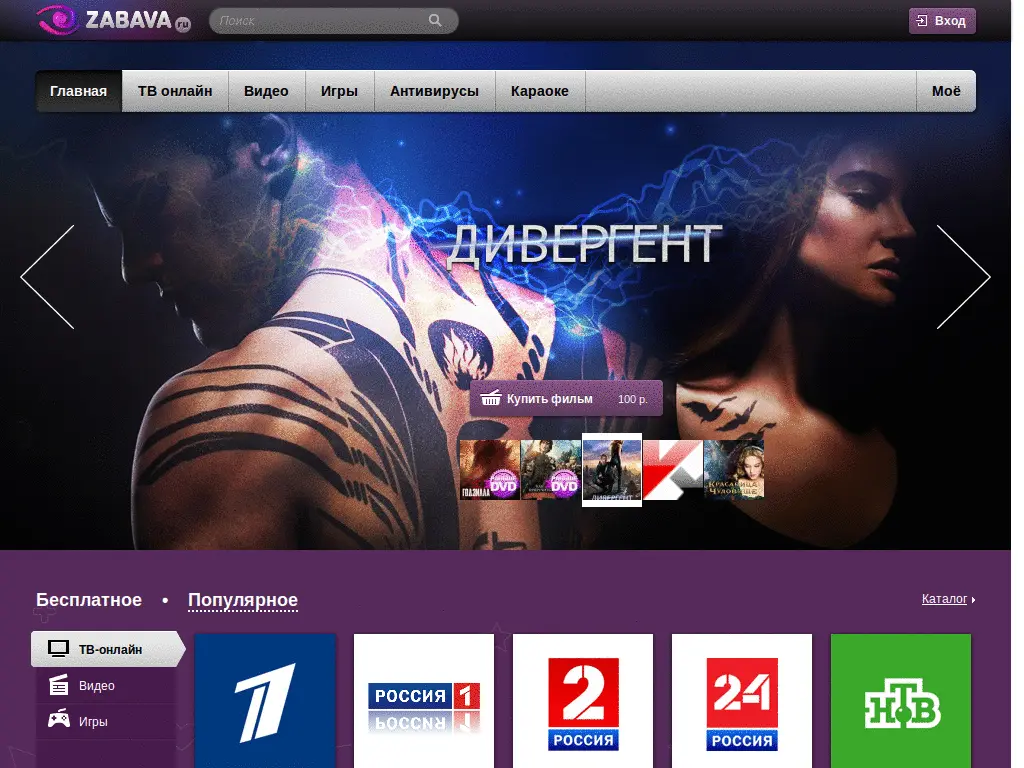 ZABAVA ru
Поиск
Вход
Главная
ТВ онлайн
Видео
Игры
Антивирусы
Караоке
Моё
ДИВЕРГЕНТ
Купить фильм 100 р.
ГОДЗИЛЛА
DVD
DVD
ДИВЕРГЕНТ
КРАСАВИЦА
ЧУДОВИЩЕ
Бесплатное • Популярное
Каталог
ТВ-онлайн
Видео
Игры
1
РОССИЯ 1
2
РОССИЯ
24
РОССИЯ
НТВ